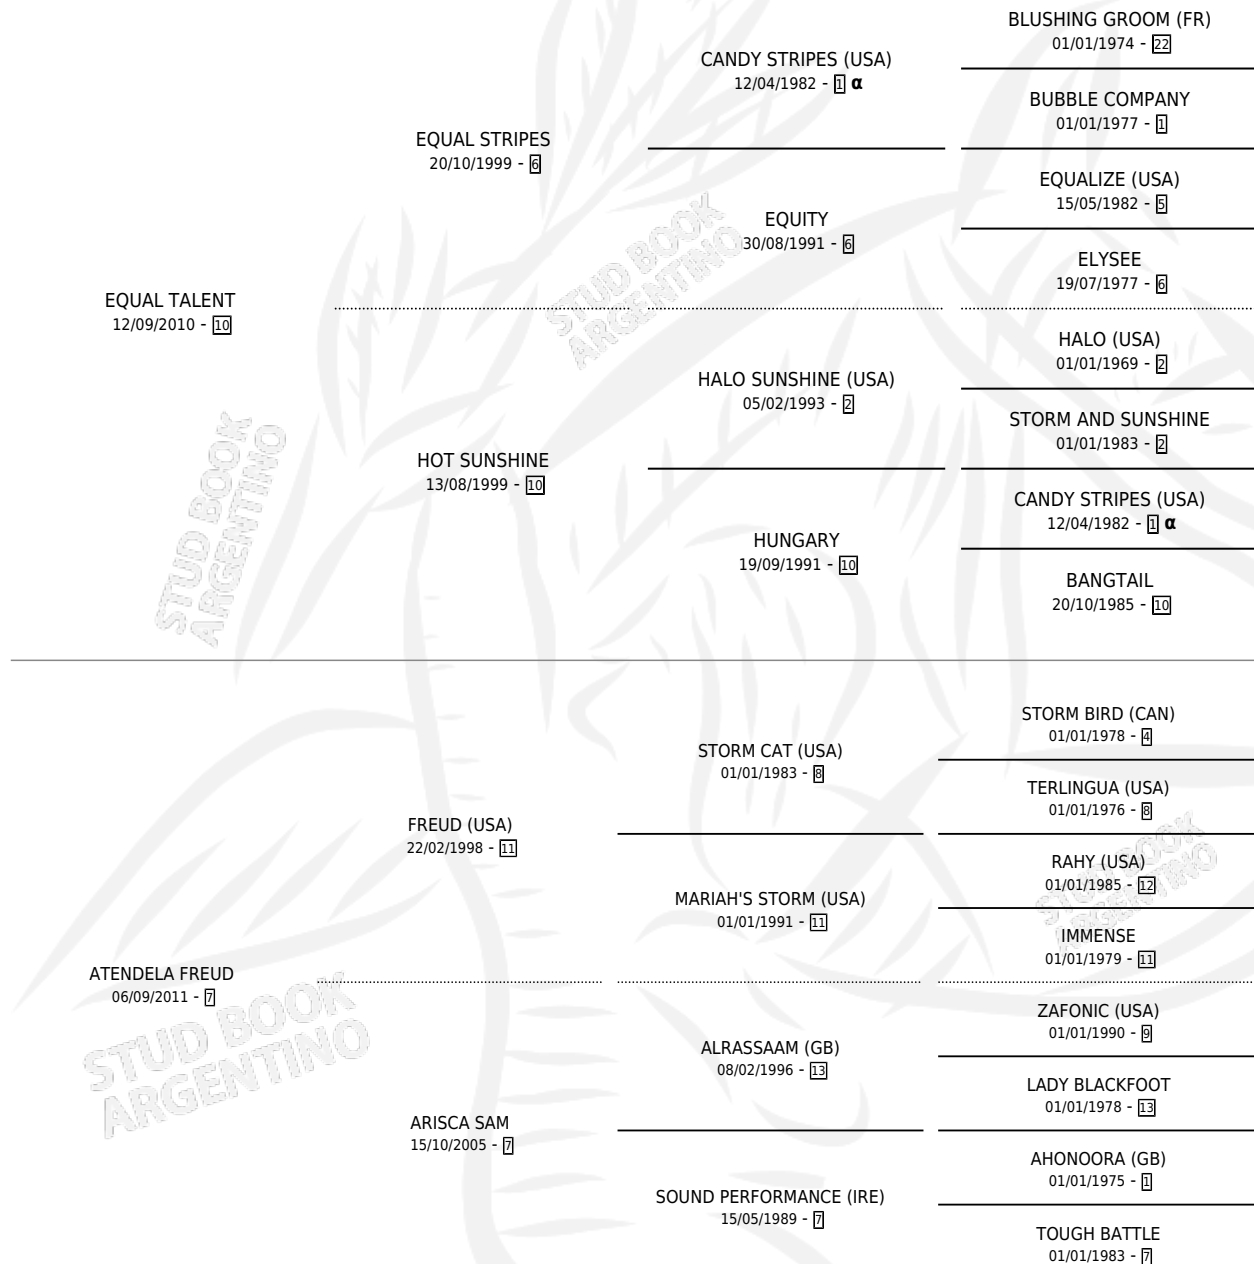 BLUSHING GROOM (FR)
01/01/1974 - 22
CANDY STRIPES (USA)
12/04/1982 - 1 α
BUBBLE COMPANY
01/01/1977 - 1
EQUAL STRIPES
20/10/1999 - 6
EQUALIZE (USA)
15/05/1982 - 5
EQUITY
30/08/1991 - 6
ELYSEE
19/07/1977 - 6
EQUAL TALENT
12/09/2010 - 10
HALO (USA)
01/01/1969 - 2
HALO SUNSHINE (USA)
05/02/1993 - 2
STORM AND SUNSHINE
01/01/1983 - 2
HOT SUNSHINE
13/08/1999 - 10
CANDY STRIPES (USA)
12/04/1982 - 1 α
HUNGARY
19/09/1991 - 10
BANGTAIL
20/10/1985 - 10
STORM BIRD (CAN)
01/01/1978 - 4
STORM CAT (USA)
01/01/1983 - 8
TERLINGUA (USA)
01/01/1976 - 8
FREUD (USA)
22/02/1998 - 11
RAHY (USA)
01/01/1985 - 12
MARIAH'S STORM (USA)
01/01/1991 - 11
IMMENSE
01/01/1979 - 11
ATENDELA FREUD
06/09/2011 - 7
ZAFONIC (USA)
01/01/1990 - 9
ALRASSAAM (GB)
08/02/1996 - 13
LADY BLACKFOOT
01/01/1978 - 13
ARISCA SAM
15/10/2005 - 7
AHONOORA (GB)
01/01/1975 - 1
SOUND PERFORMANCE (IRE)
15/05/1989 - 7
TOUGH BATTLE
01/01/1983 - 7
STUD BOOK
ARGENTINO
STUD BOOK
ARGENTINO
STUD BOOK
ARGENTINO
STUD BOOK
ARGENTINO